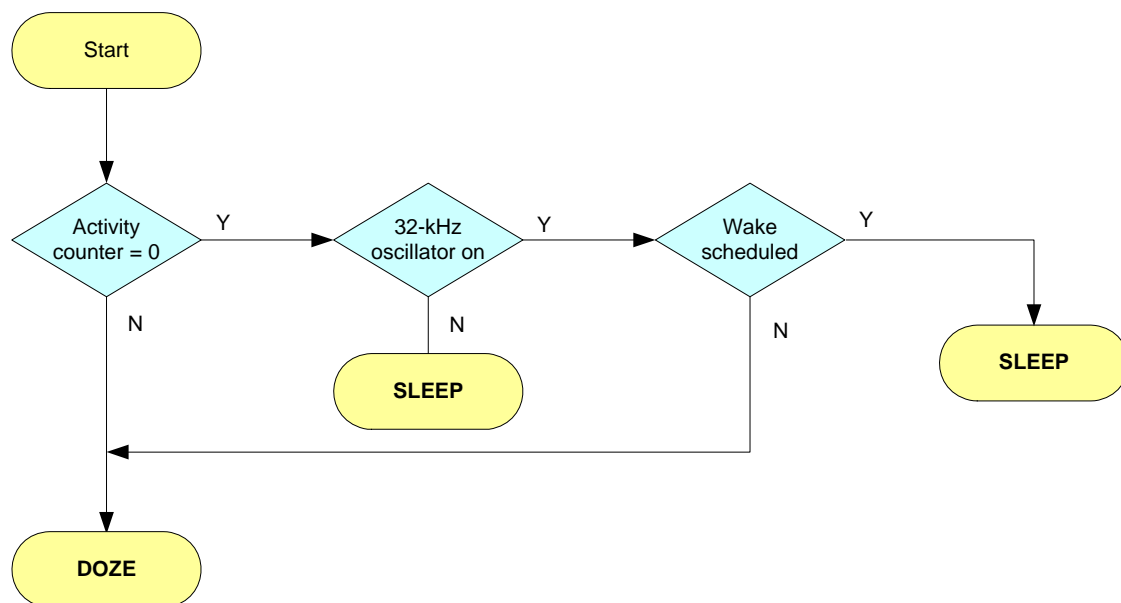 Start
Activity
counter = 0
Y
32-kHz
oscillator on
Y
Wake
scheduled
Y
N
N
N
SLEEP
SLEEP
DOZE